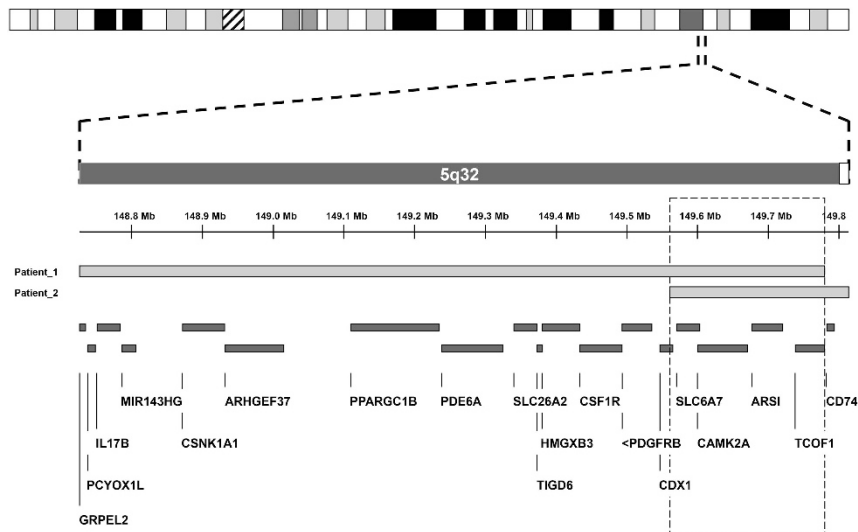 5q32
148.8 Mb 148.9 Mb 149.0 Mb 149.1 Mb 149.2 Mb 149.3 Mb 149.4 Mb 149.5 Mb 149.6 Mb 149.7 Mb 149.8
Patient_1
Patient_2
MIR143HG ARHGEF37 PPARGC1B PDE6A SLC26A2 CSF1R SLC6A7 ARSI CD74
IL17B CSNK1A1 HMGXB3 <PDGFRB CAMK2A TCOF1
PCYOX1L TIGD6 CDX1
GRPEL2